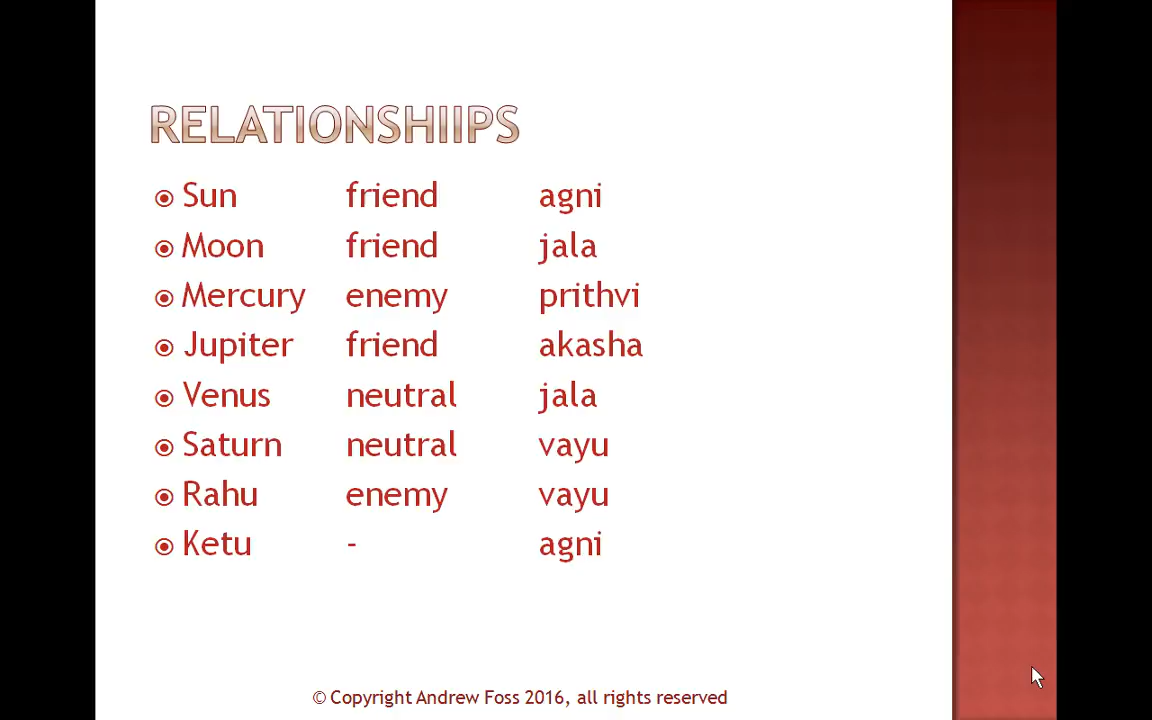 RELATIONSHIIPS
Sun friend agni
Moon friend jala
Mercury enemy prithvi
Jupiter friend akasha
Venus neutral jala
Saturn neutral vayu
Rahu enemy vayu
Ketu - agni
© Copyright Andrew Foss 2016, all rights reserved